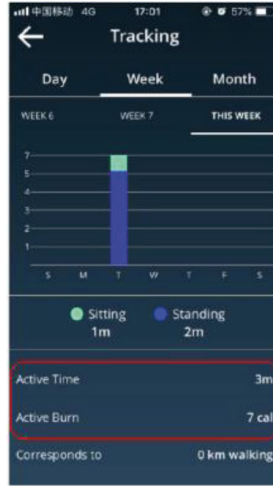 中国移动 4G 17:01 57%
Tracking
Day Week Month
WEEK 6 WEEK 7 THIS WEEK
7
5
4
3
2
1
S M T W T F S
Sitting Standing
1m 2m
Active Time 3m
Active Burn 7 cal
Corresponds to 0 km walking